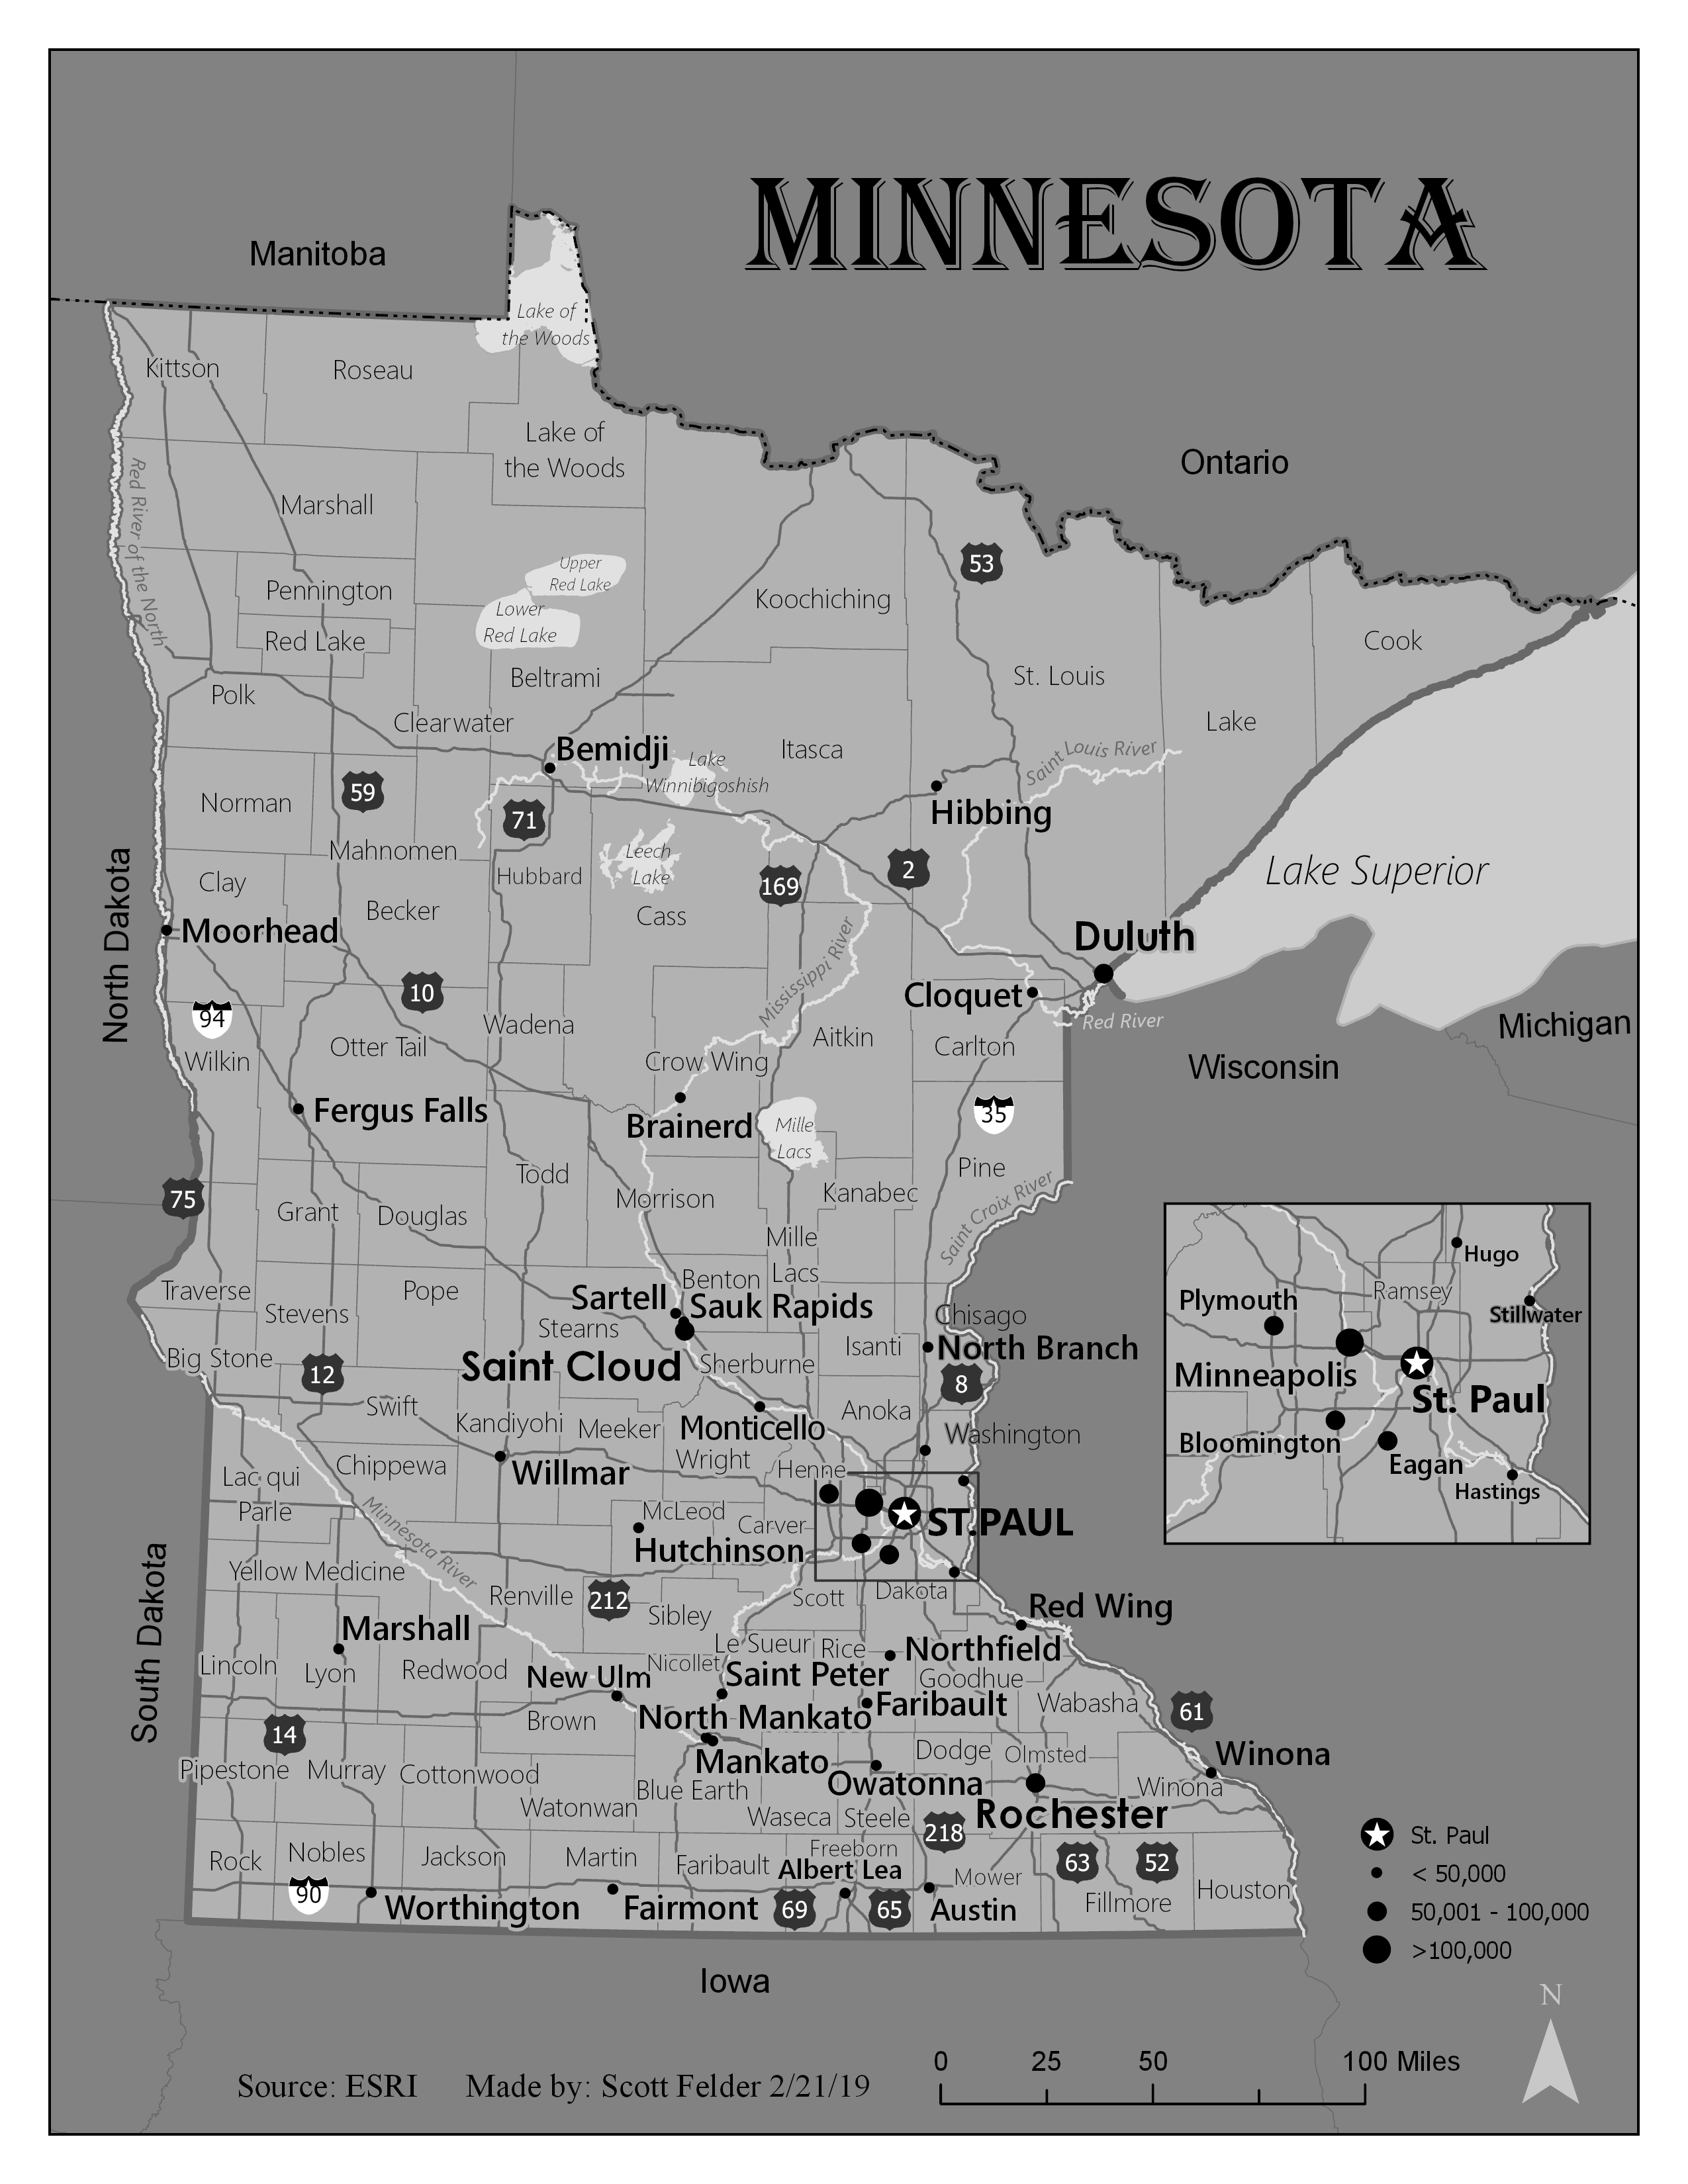 MINNESOTA
Manitoba
Lake of
the Woods
Kittson
Roseau
Lake of
the Woods
Ontario
Red River of the North
Marshall
53
Upper
Red Lake
Pennington
Koochiching
Lower
Red Lake
Red Lake
Cook
Beltrami
St. Louis
Polk
Clearwater
Lake
Bemidji
Itasca
Saint Louis River
Lake
Winnibigoshish
59
Norman
71
Hibbing
Mahnomen
Leech
Lake
2
Lake Superior
Clay
Hubbard
169
North Dakota
Becker
Cass
Moorhead
Duluth
Mississippi River
10
Cloquet
94
Wadena
Red River
Michigan
Otter Tail
Aitkin
Carlton
Wilkin
Crow Wing
Wisconsin
Fergus Falls
Brainerd
Mille
Lacs
35
Todd
Pine
75
Morrison
Kanabec
Saint Croix River
Grant
Douglas
Mille
Lacs
Hugo
Traverse
Pope
Benton
Ramsey
Stevens
Sartell
Sauk Rapids
Plymouth
Stillwater
Stearns
Chisago
Isanti
North Branch
Big Stone
Saint Cloud
Sherburne
12
8
Minneapolis
St. Paul
Swift
Kandiyohi
Meeker
Monticello
Anoka
Washington
Bloomington
Chippewa
Wright
Henne
Eagan
Lac qui
Parle
Willmar
Hastings
Minnesota River
McLeod
Carver
ST.PAUL
Hutchinson
Yellow Medicine
Renville
212
Sibley
Scott
Dakota
South Dakota
Marshall
Red Wing
Le Sueur
Rice
Northfield
Lincoln
Lyon
Redwood
New Ulm
Nicollet
Saint Peter
Goodhue
Wabasha
61
Brown
North Mankato
Faribault
14
Dodge
Olmsted
Winona
Pipestone
Murray
Cottonwood
Mankato
Blue Earth
Owatonna
Winona
Watonwan
Waseca
Steele
Rochester
218
St. Paul
Rock
Nobles
Jackson
Martin
Faribault
Freeborn
Albert Lea
Mower
63
52
< 50,000
90
Worthington
Fairmont
69
65
Austin
Fillmore
Houston
50,001 - 100,000
>100,000
Iowa
N
0 25 50 100 Miles
Source: ESRI Made by: Scott Felder 2/21/19